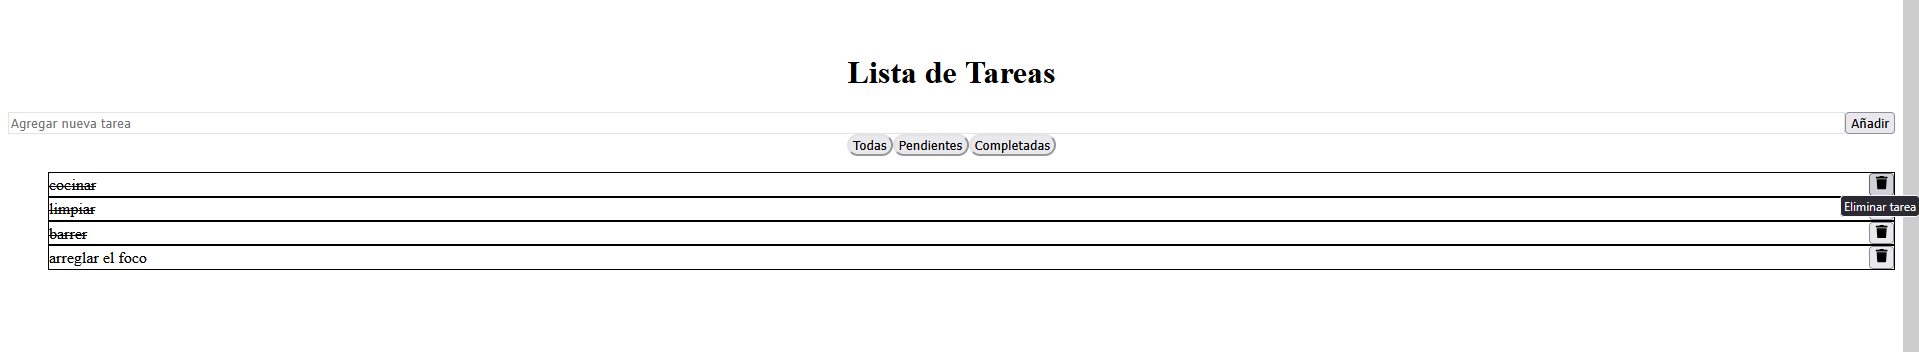 Lista de Tareas
Agregar nueva tarea Añadir
Todas Pendientes Completadas
cocinar
limpiar
Eliminar tarea
barrer
arreglar el foco